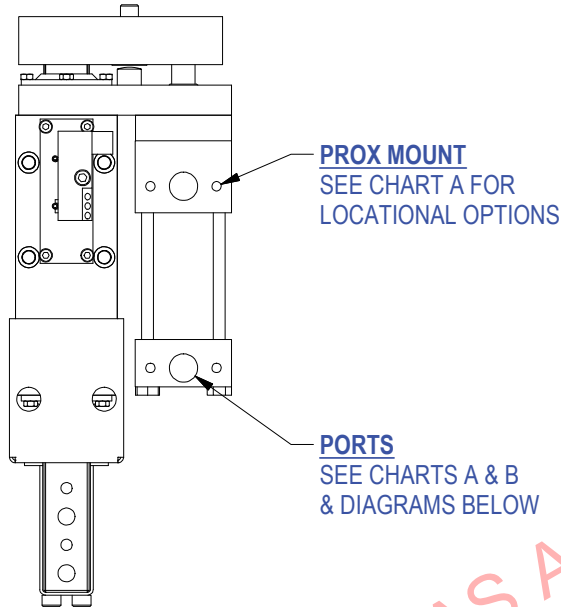 PROX MOUNT
SEE CHART A FOR
LOCATIONAL OPTIONS
PORTS
SEE CHARTS A & B
& DIAGRAMS BELOW
S A